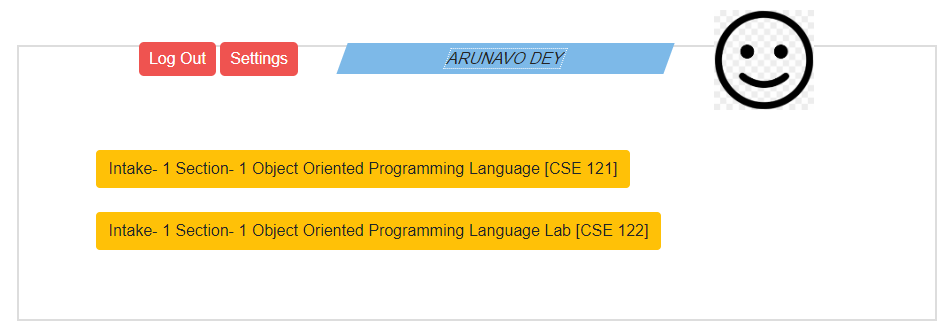 Log Out Settings ARUNAVO DEY
Intake- 1 Section- 1 Object Oriented Programming Language [CSE 121]
Intake- 1 Section- 1 Object Oriented Programming Language Lab [CSE 122]